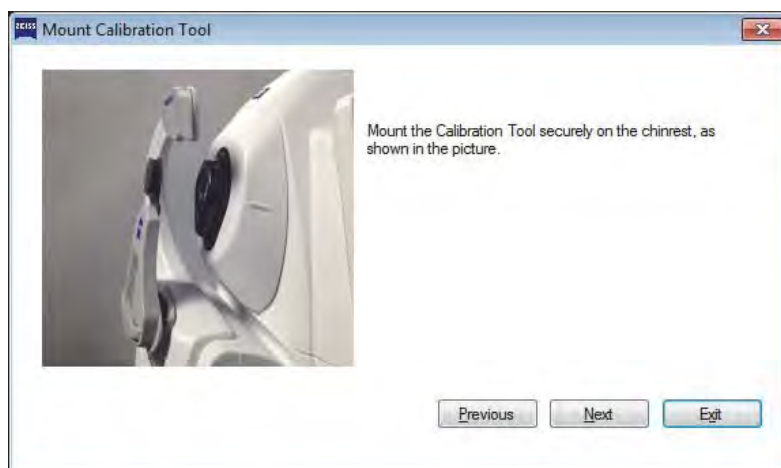 ZEISS
Mount Calibration Tool
Mount the Calibration Tool securely on the chinrest, as
shown in the picture.
Previous
Next
Exit